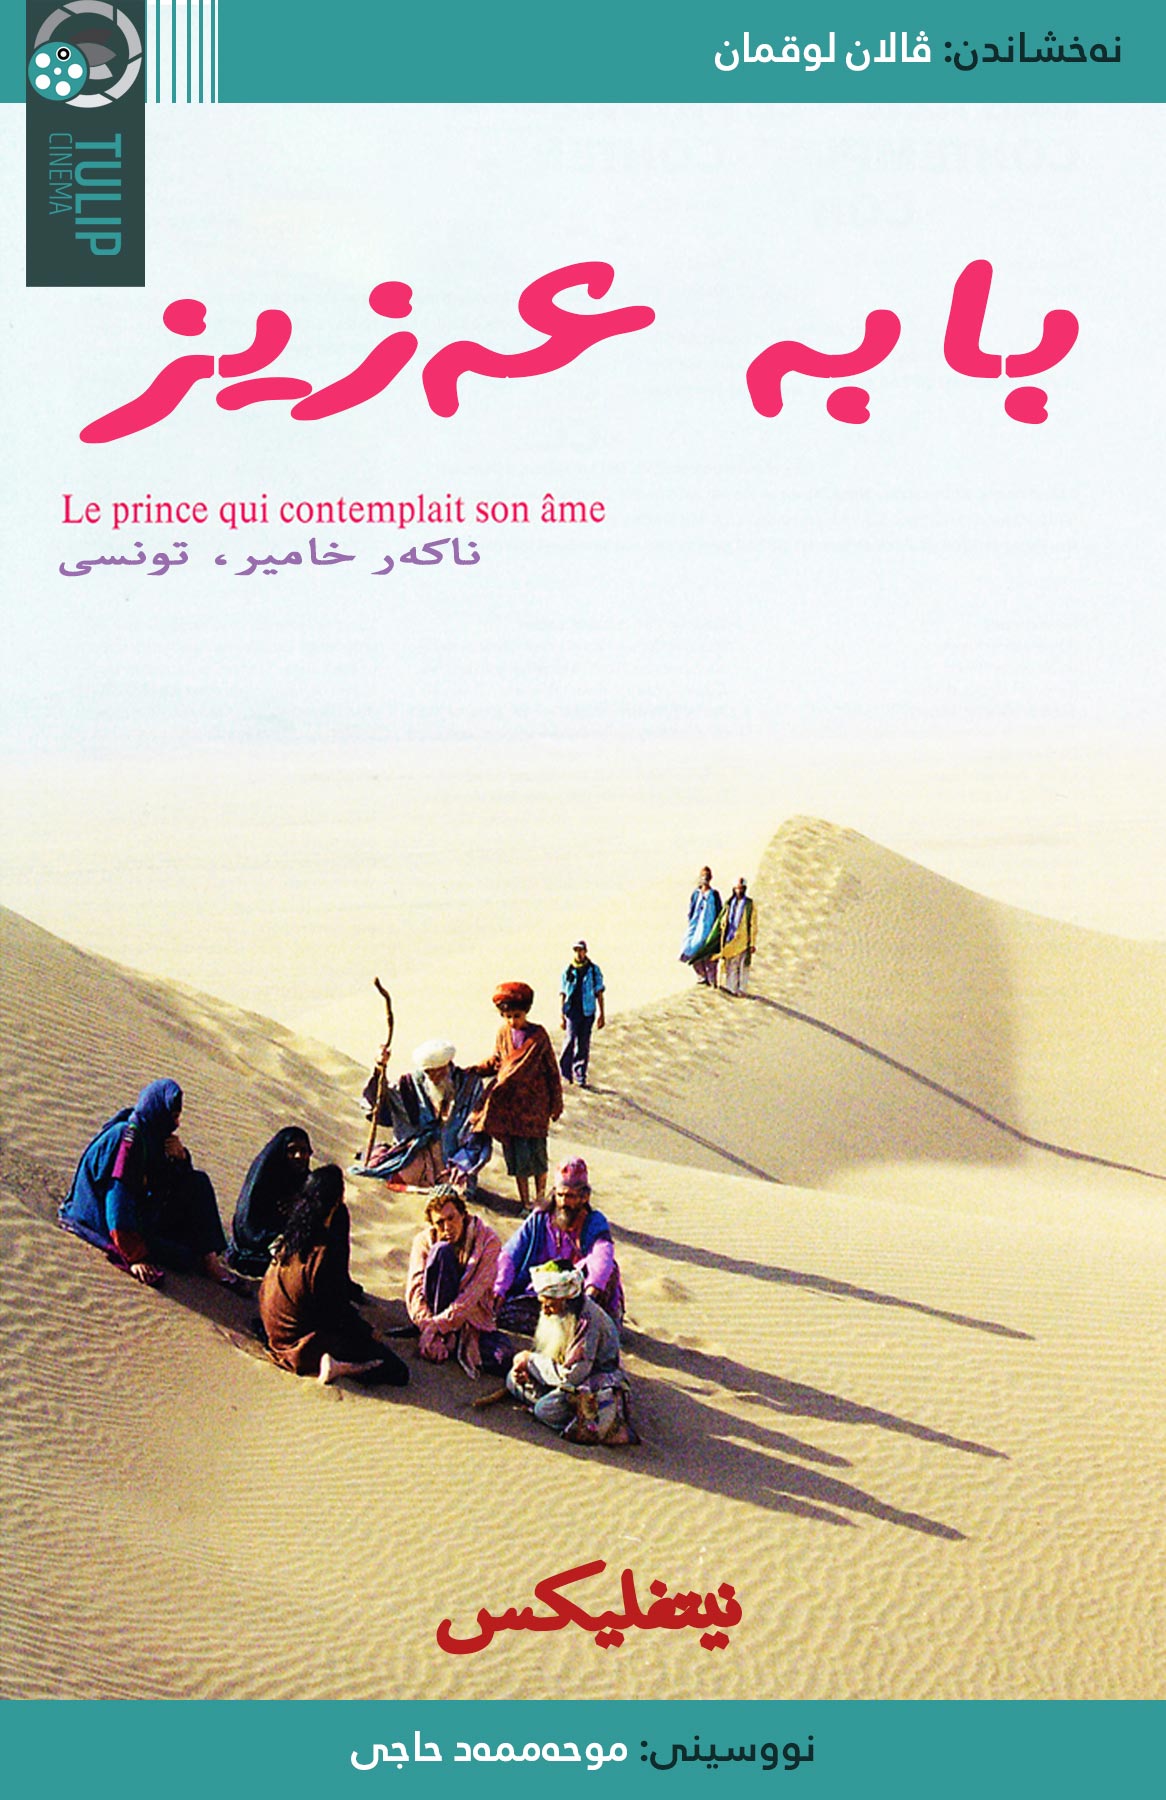 نەخشاندن: ڤالان لوقمان
TULIP
CINEMA
بابە عەزیز
Le prince qui contemplait son âme
ناکەر خامیر، تونسی
نیتفلیکس
نووسینی: موحەممەد حاجی